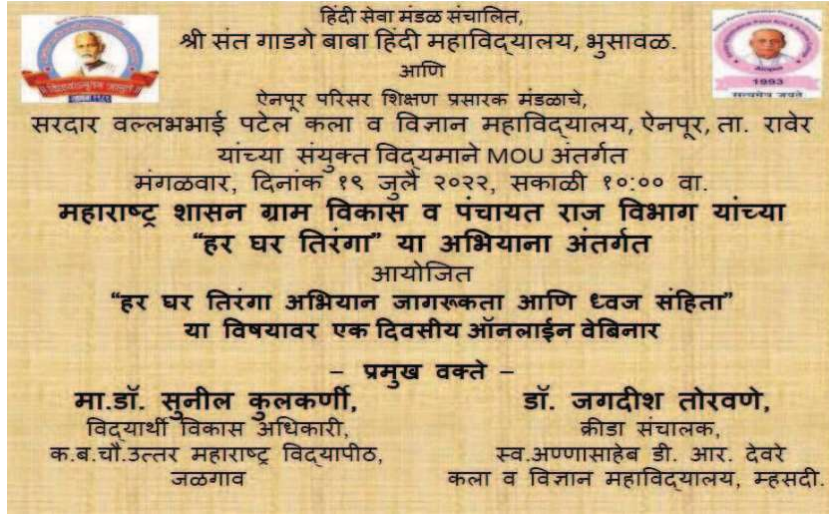 हिंदी सेवा मंडळ संचालित,
श्री संत गाडगे बाबा हिंदी महाविद्यालय, भुसावळ.
आणि
ऐनपूर परिसर शिक्षण प्रसारक मंडळाचे,
सरदार वल्लभभाई पटेल कला व विज्ञान महाविद्यालय, ऐनपूर, ता. रावेर
यांच्या संयुक्त विद्यमाने MOU अंतर्गत
मंगळवार, दिनांक १९ जुलै २०२२, सकाळी १०:०० वा.
महाराष्ट्र शासन ग्राम विकास व पंचायत राज विभाग यांच्या
“हर घर तिरंगा” या अभियाना अंतर्गत
आयोजित
“हर घर तिरंगा अभियान जागरूकता आणि ध्वज संहिता”
या विषयावर एक दिवसीय ऑनलाईन वेबिनार
– प्रमुख वक्ते –
मा.डॉ. सुनील कुलकर्णी,
विद्यार्थी विकास अधिकारी,
क.ब.चौ.उत्तर महाराष्ट्र विद्यापीठ,
जळगाव
डॉ. जगदीश तोरवणे,
क्रीडा संचालक,
स्व.अण्णासाहेब डी. आर. देवरे
कला व विज्ञान महाविद्यालय, म्हसदी.
1993
सत्यमेव जयते